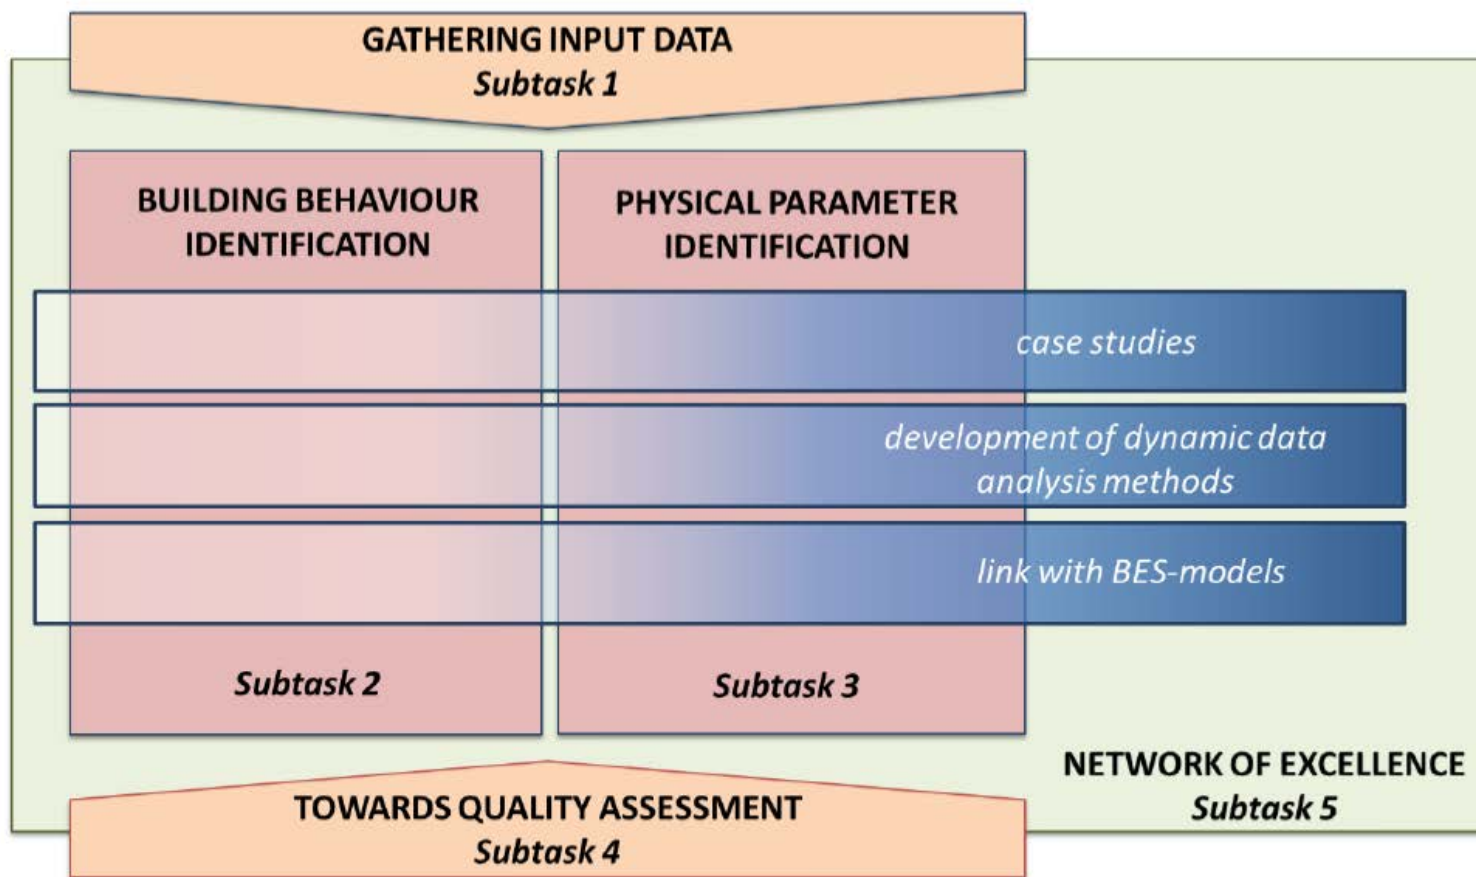 GATHERING INPUT DATA
Subtask 1
BUILDING BEHAVIOUR
IDENTIFICATION
PHYSICAL PARAMETER
IDENTIFICATION
case studies
development of dynamic data
analysis methods
link with BES-models
Subtask 2
Subtask 3
NETWORK OF EXCELLENCE
Subtask 5
TOWARDS QUALITY ASSESSMENT
Subtask 4